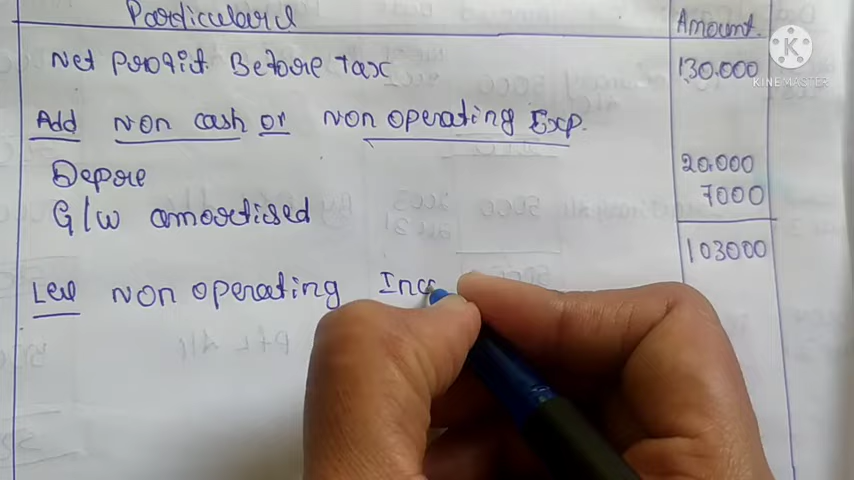 Particulars Amount.
Net Profit Before Tax 130.000
Add non cash or non operating Exp.
Depre 20.000
G/w amortised 7000
103000
Less non operating Inco
KINEMASTER